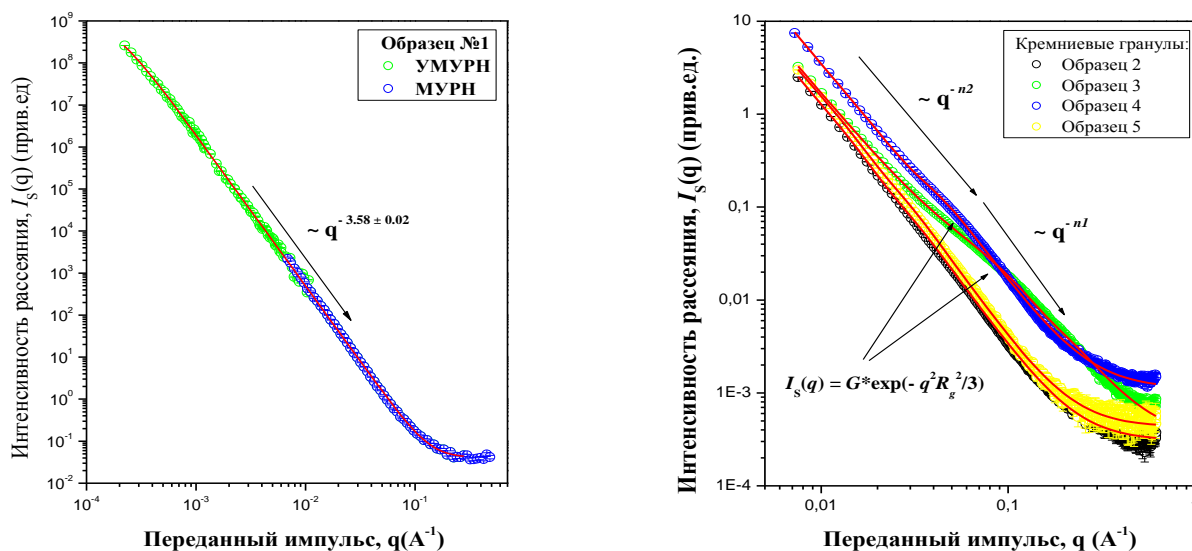 Интенсивность рассеяния, I_s(q) (прив.ед)
10^9
10^8
10^7
10^6
10^5
10^4
10^3
10^2
10^1
10^0
10^-1
10^-2
Образец №1
УМУРН
МУРН
~ q^- 3.58 ± 0.02
10^-4 10^-3 10^-2 10^-1
Переданный импульс, q(A^-1)
Интенсивность рассеяния, I_S(q) (прив.ед.)
10
1
0,1
0,01
1E-3
1E-4
Кремниевые гранулы:
Образец 2
Образец 3
Образец 4
Образец 5
~ q^- n2
~ q^- n1
I_S(q) = G*exp(- q^2R_g^2/3)
0,01 0,1 1
Переданный импульс, q (A^-1)